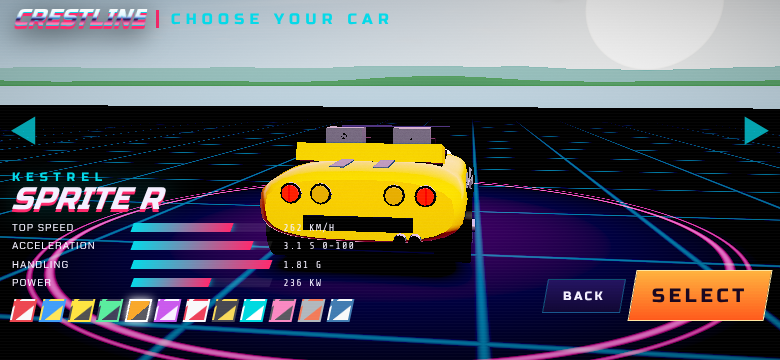 CRESTLINE | CHOOSE YOUR CAR
KESTREL
SPRITE R
TOP SPEED 262 KM/H
ACCELERATION 3.1 S 0-100
HANDLING 1.81 G
POWER 236 KW
BACK
SELECT